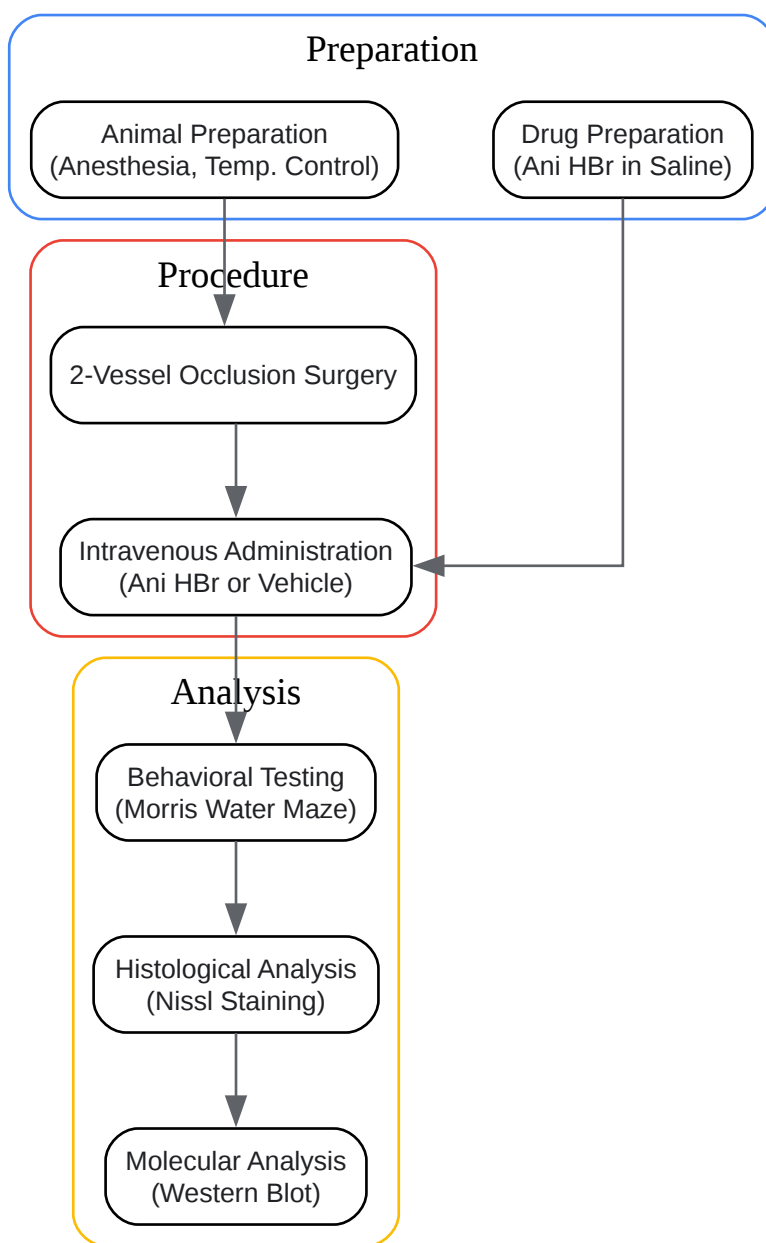 Preparation
Animal Preparation
(Anesthesia, Temp. Control)
Drug Preparation
(Ani HBr in Saline)
Procedure
2-Vessel Occlusion Surgery
Intravenous Administration
(Ani HBr or Vehicle)
Analysis
Behavioral Testing
(Morris Water Maze)
Histological Analysis
(Nissl Staining)
Molecular Analysis
(Western Blot)